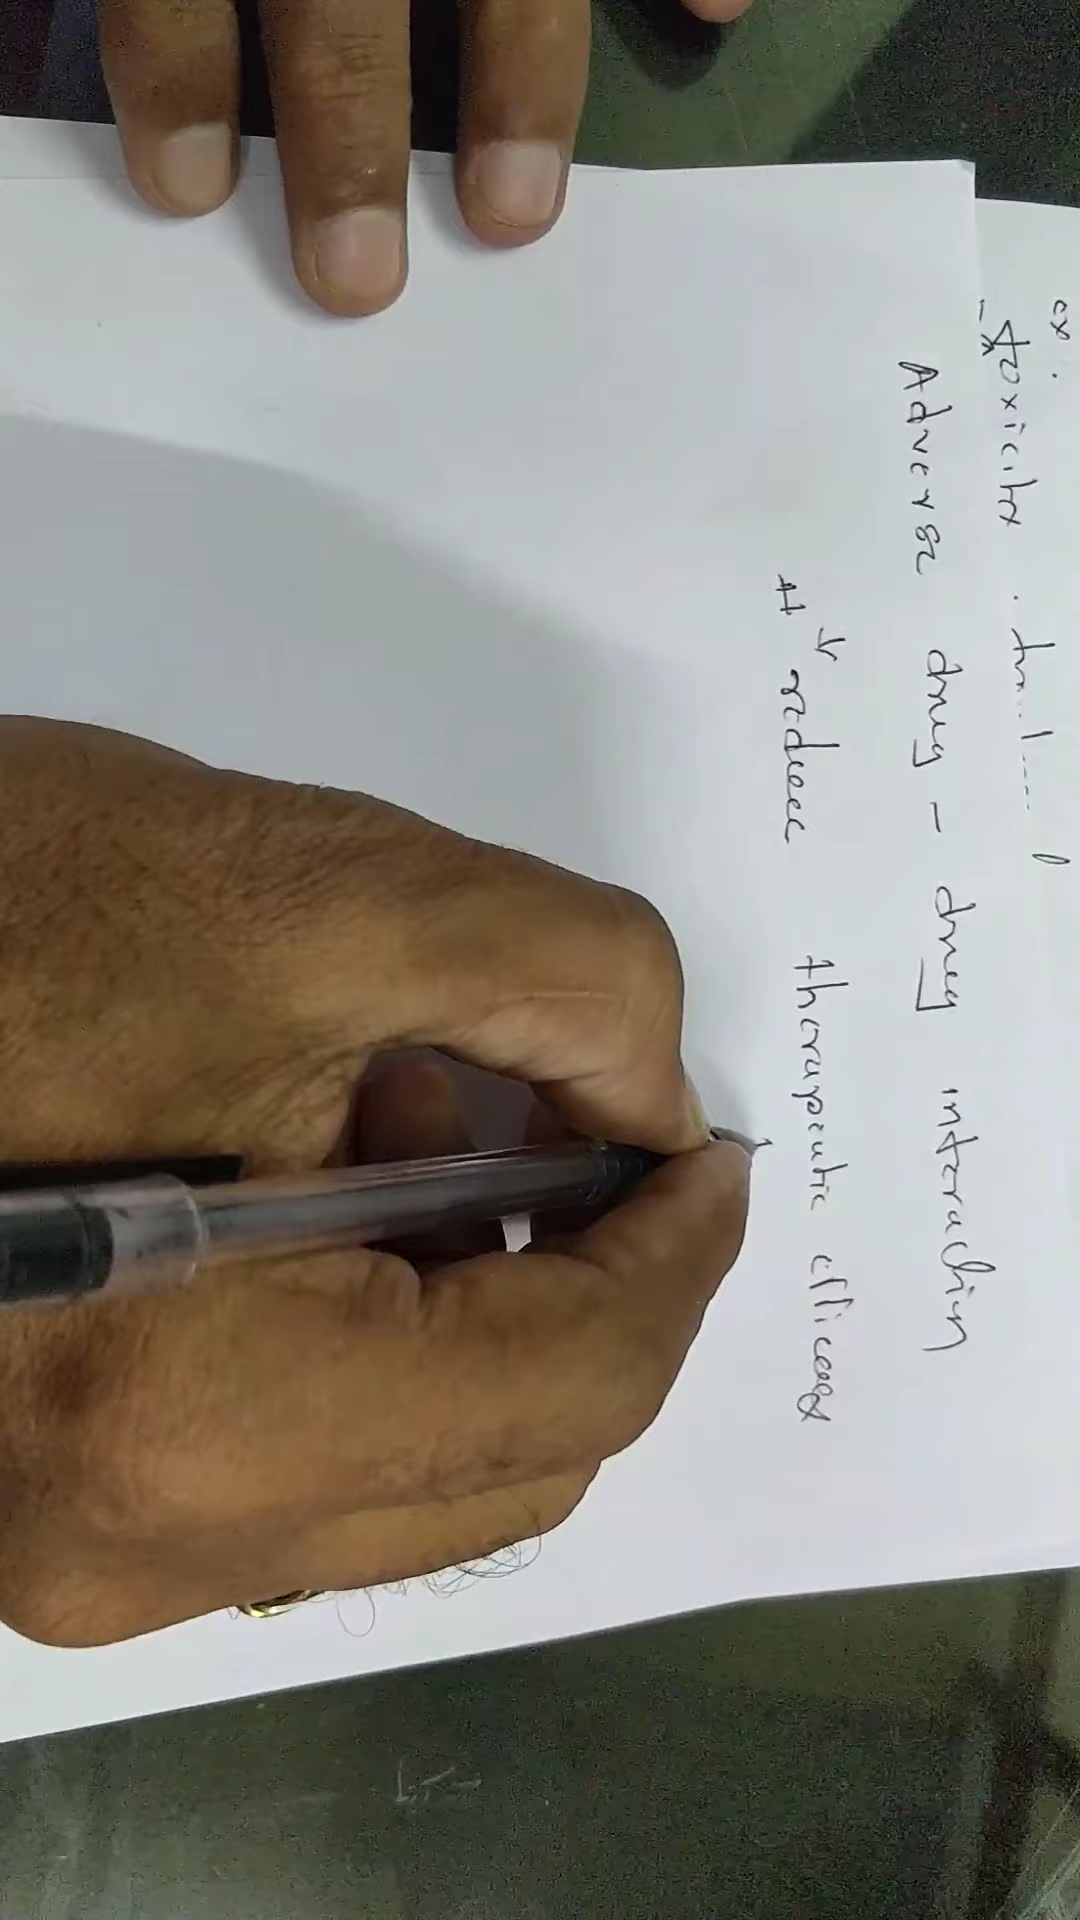 ex.
toxicity.
Adverse drug - drug interaction
reduce therapeutic efficacy